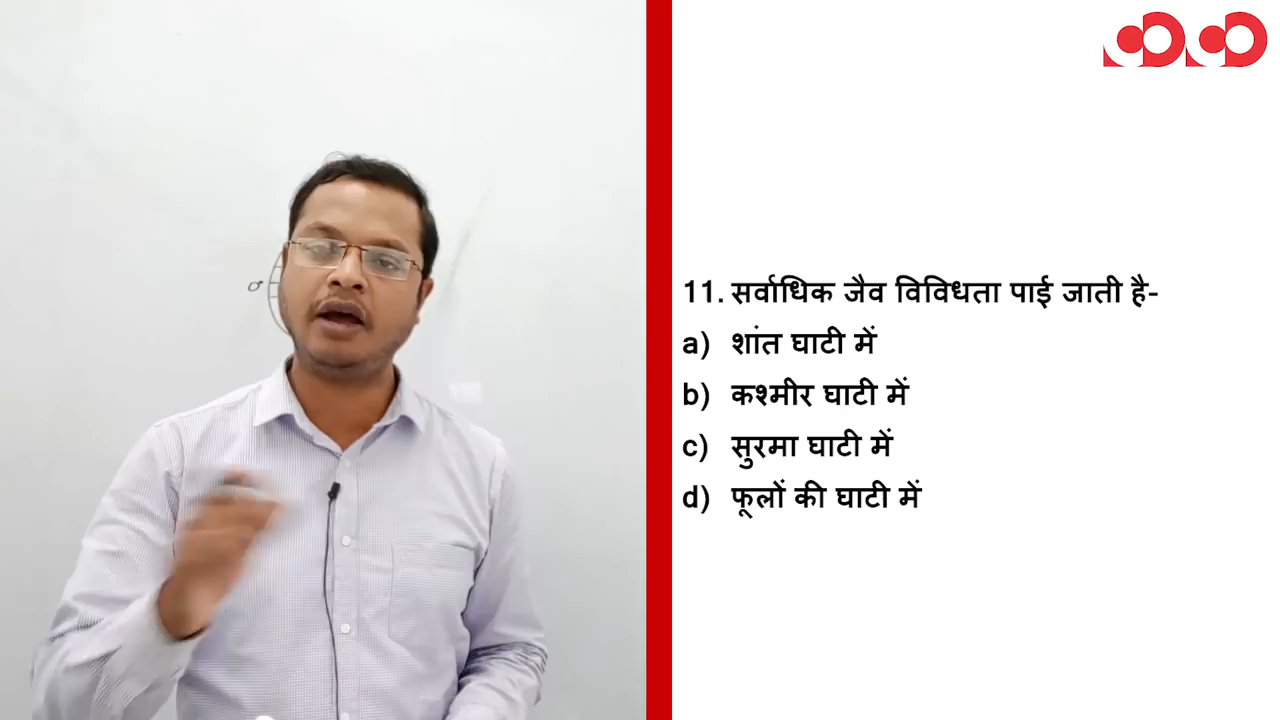 11. सर्वाधिक जैव विविधता पाई जाती है-
a) शांत घाटी में
b) कश्मीर घाटी में
c) सुरमा घाटी में
d) फूलों की घाटी में